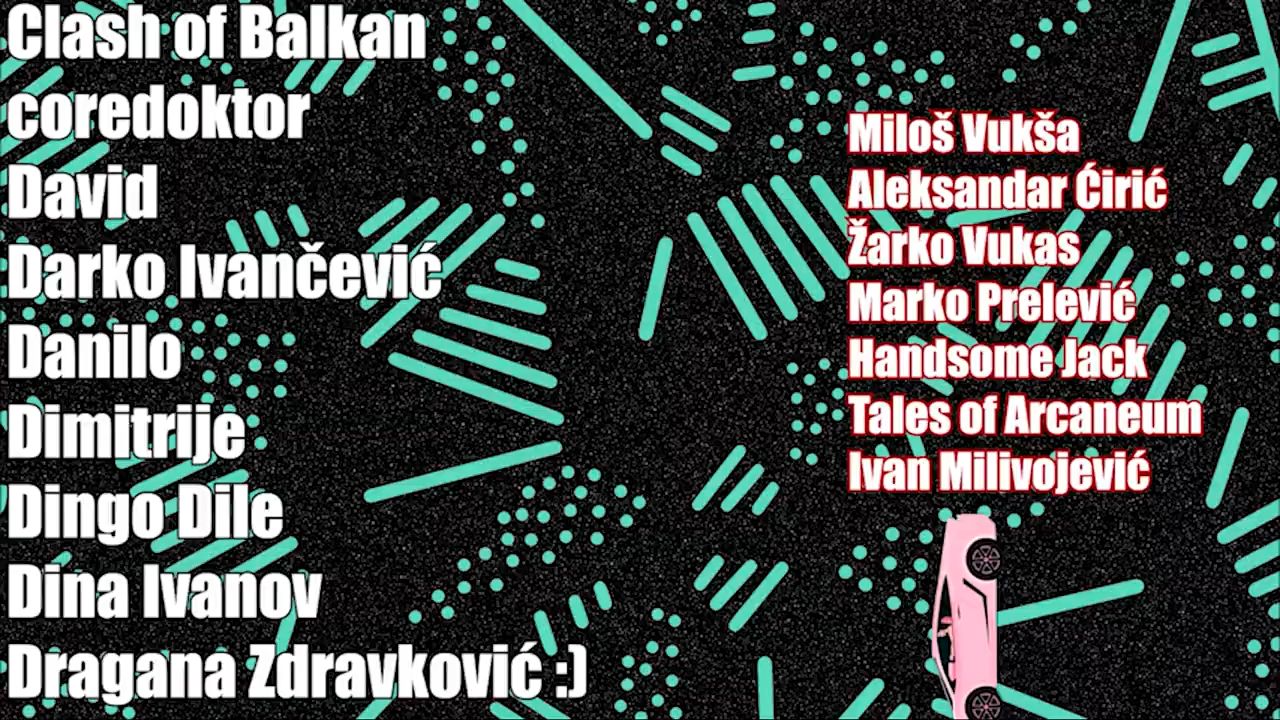 Clash of Balkan
coredoktor
David
Darko Ivančević
Danilo
Dimitrije
Dingo Dile
Dina Ivanov
Dragana Zdravković :)
Miloš Vukša
Aleksandar Ćirić
Žarko Vukas
Marko Prelević
Handsome Jack
Tales of Arcaneum
Ivan Milivojević